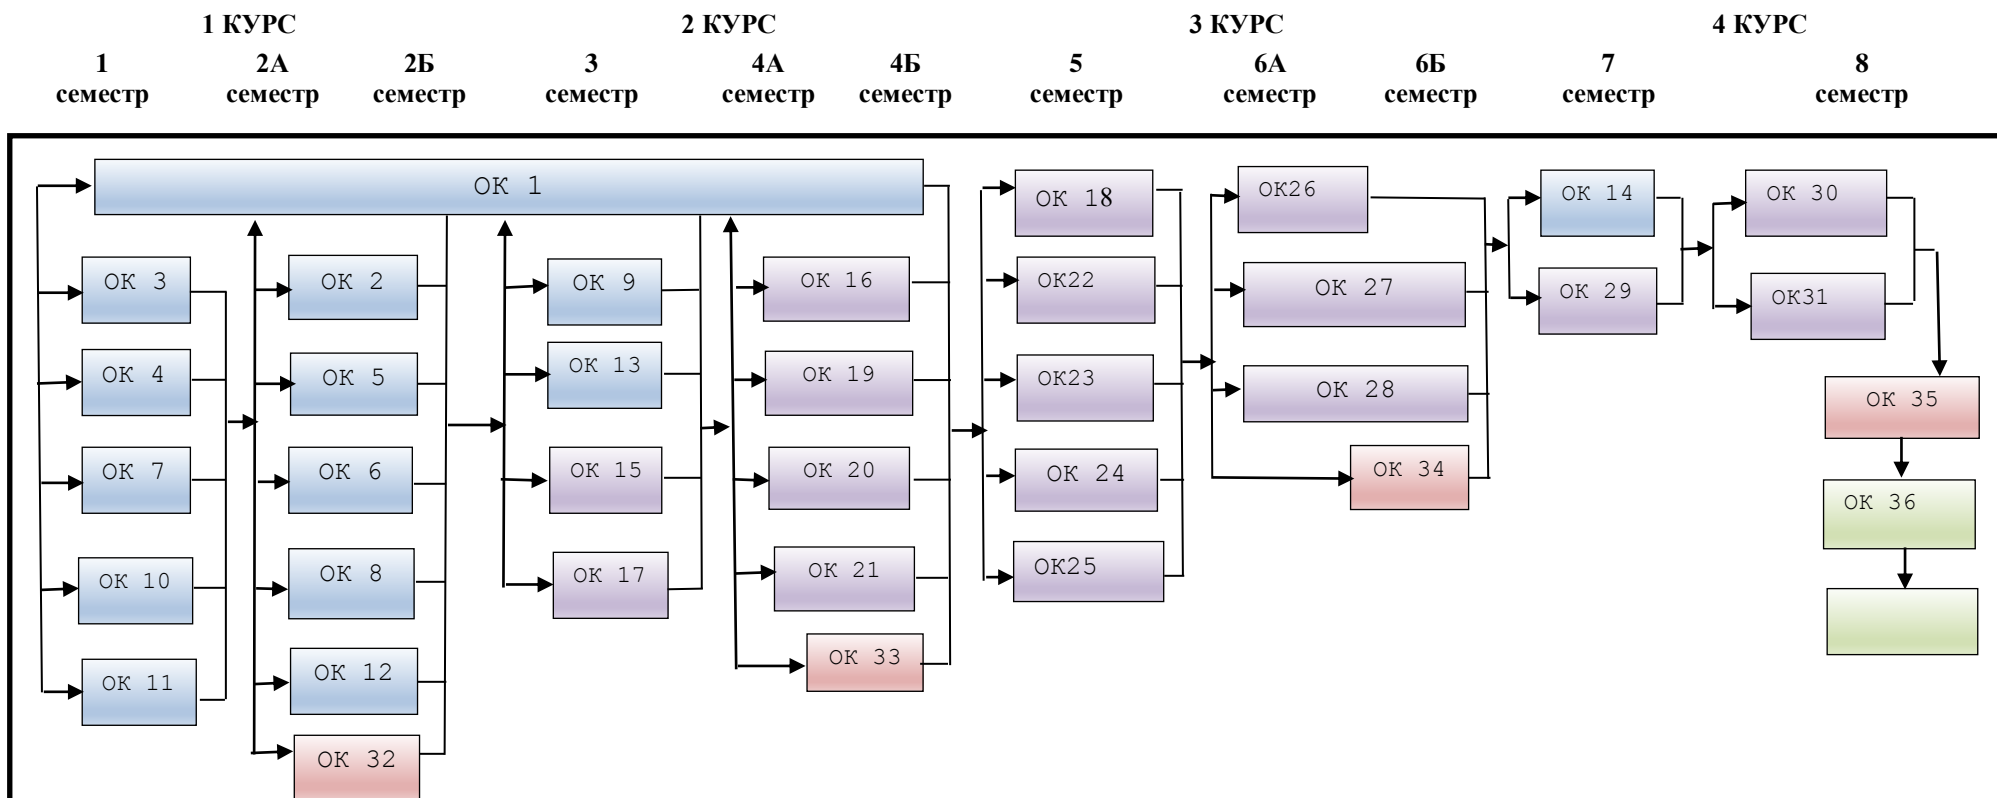 1 КУРС
2 КУРС
3 КУРС
4 КУРС
1
семестр
2А
семестр
2Б
семестр
3
семестр
4А
семестр
4Б
семестр
5
семестр
6А
семестр
6Б
семестр
7
семестр
8
семестр
ОК 1
ОК 3
ОК 4
ОК 7
ОК 10
ОК 11
ОК 2
ОК 5
ОК 6
ОК 8
ОК 12
ОК 32
ОК 9
ОК 13
ОК 15
ОК 17
ОК 16
ОК 19
ОК 20
ОК 21
ОК 33
ОК 18
ОК22
ОК23
ОК 24
ОК25
ОК26
ОК 27
ОК 28
ОК 34
ОК 14
ОК 29
ОК 30
ОК31
ОК 35
ОК 36